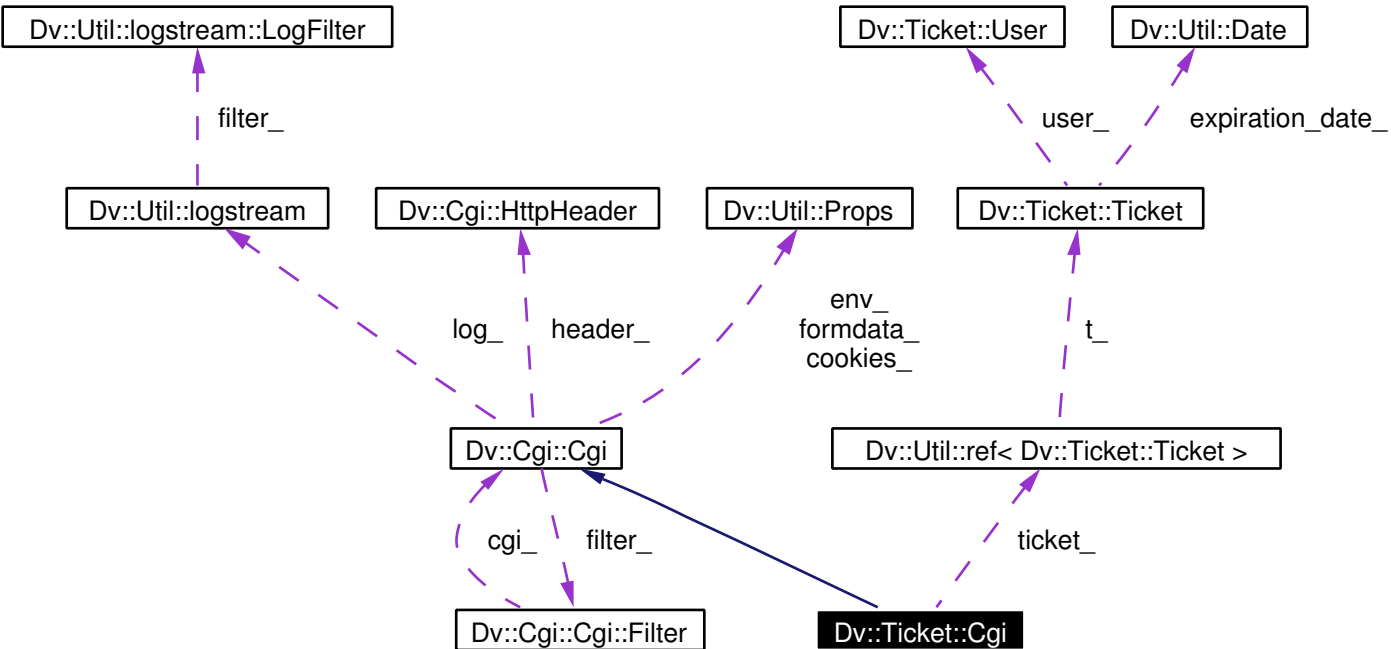 Dv::Util::logstream::LogFilter
Dv::Ticket::User
Dv::Util::Date
filter_
user_
expiration_date_
Dv::Util::logstream
Dv::Cgi::HttpHeader
Dv::Util::Props
Dv::Ticket::Ticket
log_
header_
env_
formdata_
cookies_
t_
Dv::Cgi::Cgi
Dv::Util::ref< Dv::Ticket::Ticket >
cgi_
filter_
ticket_
Dv::Cgi::Cgi::Filter
Dv::Ticket::Cgi